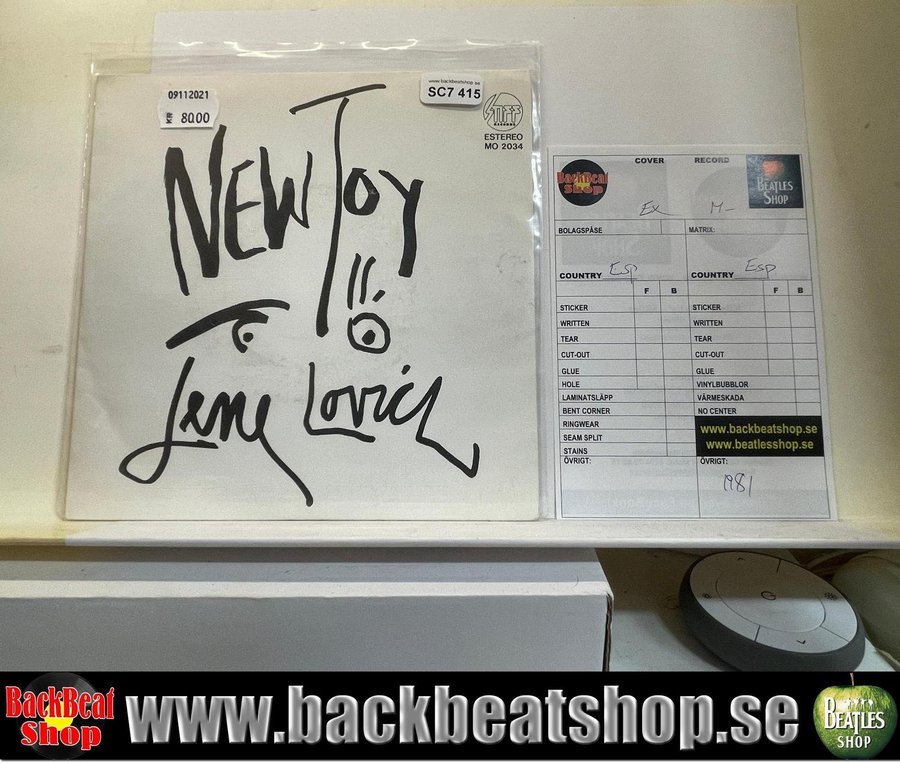 09112021
KR 80.00
www.backbeatshop.se
SC7 415
STIFF
RECORDS
ESTEREO
MO 2034
NEW TOY
Lene Lovich
BackBeat
Shop
COVER
RECORD
BEATLES
SHOP
Ex
M-
BOLAGSPÅSE
MATRIX:
COUNTRY Esp
COUNTRY Esp
F B
F B
STICKER
STICKER
WRITTEN
WRITTEN
TEAR
TEAR
CUT-OUT
CUT-OUT
GLUE
GLUE
HOLE
VINYLBUBBLOR
LAMINATSLÄPP
VÄRMESKADA
BENT CORNER
NO CENTER
RINGWEAR
www.backbeatshop.se
SEAM SPLIT
www.beatlesshop.se
STAINS
ÖVRIGT:
ÖVRIGT:
1981
BackBeat
Shop
www.backbeatshop.se
BEATLES
SHOP